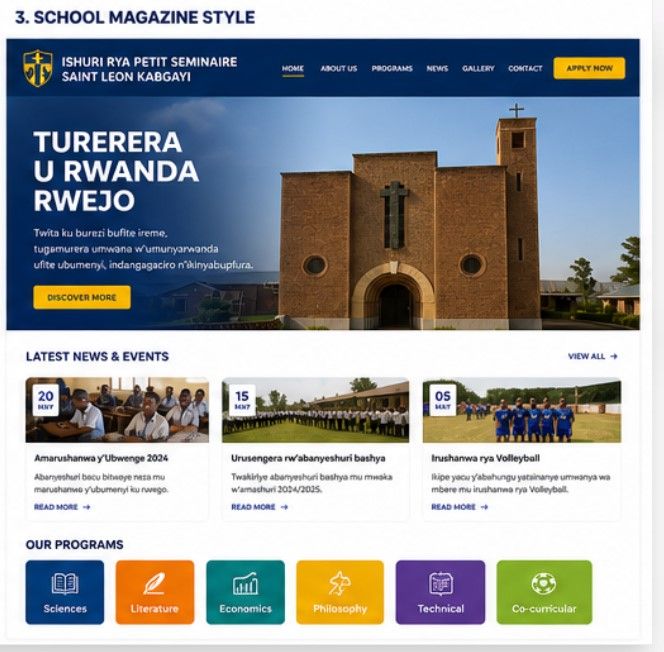 3. SCHOOL MAGAZINE STYLE
ISHURI RYA PETIT SEMINAIRE
SAINT LEON KABGAYI
HOME
ABOUT US
PROGRAMS
NEWS
GALLERY
CONTACT
APPLY NOW
TURERERA
U RWANDA
RWEJO
Twita ku burezi bufite ireme,
tugamurera umwana w'umunyarwanda
ufite ubumenyi, indangagaciro n'ikinyabupfura.
DISCOVER MORE
LATEST NEWS & EVENTS
VIEW ALL →
20
15
05
Amarushanwa y'Ubwenge 2024
Abanyeshuri bacu bitwaye neza mu
marushanwa y'ubumenyi ku rwego.
READ MORE →
Urusengera rw'abanyeshuri bashya
Twakiriye abanyeshuri bashya mu mwaka
w'amashuri 2024/2025.
READ MORE →
Irushanwa rya Volleyball
Ikipe yacu y'abahungu yatsinanye umwanya wa
mbere mu irushanwa rya Volleyball.
READ MORE →
OUR PROGRAMS
Sciences
Literature
Economics
Philosophy
Technical
Co-curricular